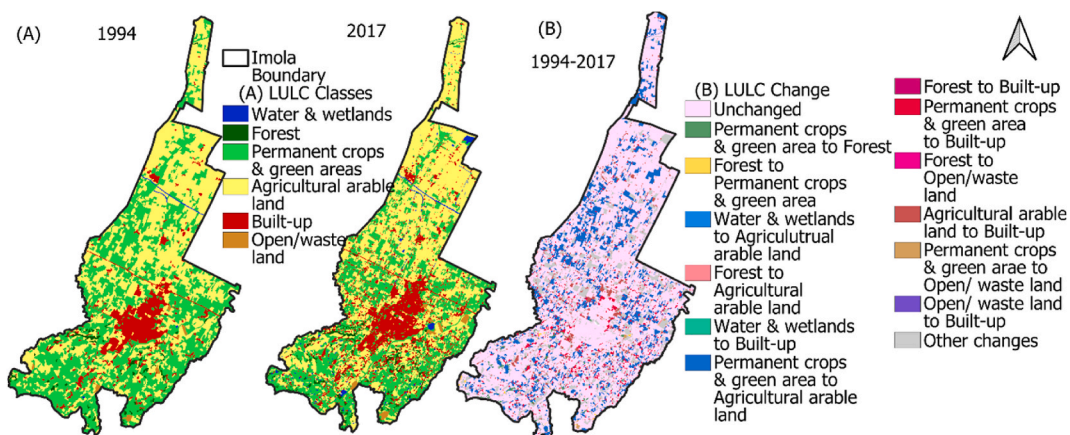 (A)
1994
2017
Imola
Boundary
(A) LULC Classes
Water & wetlands
Forest
Permanent crops
& green areas
Agricultural arable
land
Built-up
Open/waste
land
(B)
1994-2017
(B) LULC Change
Unchanged
Permanent crops
& green area to Forest
Forest to
Permanent crops
& green area
Water & wetlands
to Agriculutrual
arable land
Forest to
Agricultural
arable land
Water & wetlands
to Built-up
Permanent crops
& green area to
Agricultural arable
land
Forest to Built-up
Permanent crops
& green area
to Built-up
Forest to
Open/waste
land
Agricultural arable
land to Built-up
Permanent crops
& green arae to
Open/ waste land
Open/ waste land
to Built-up
Other changes